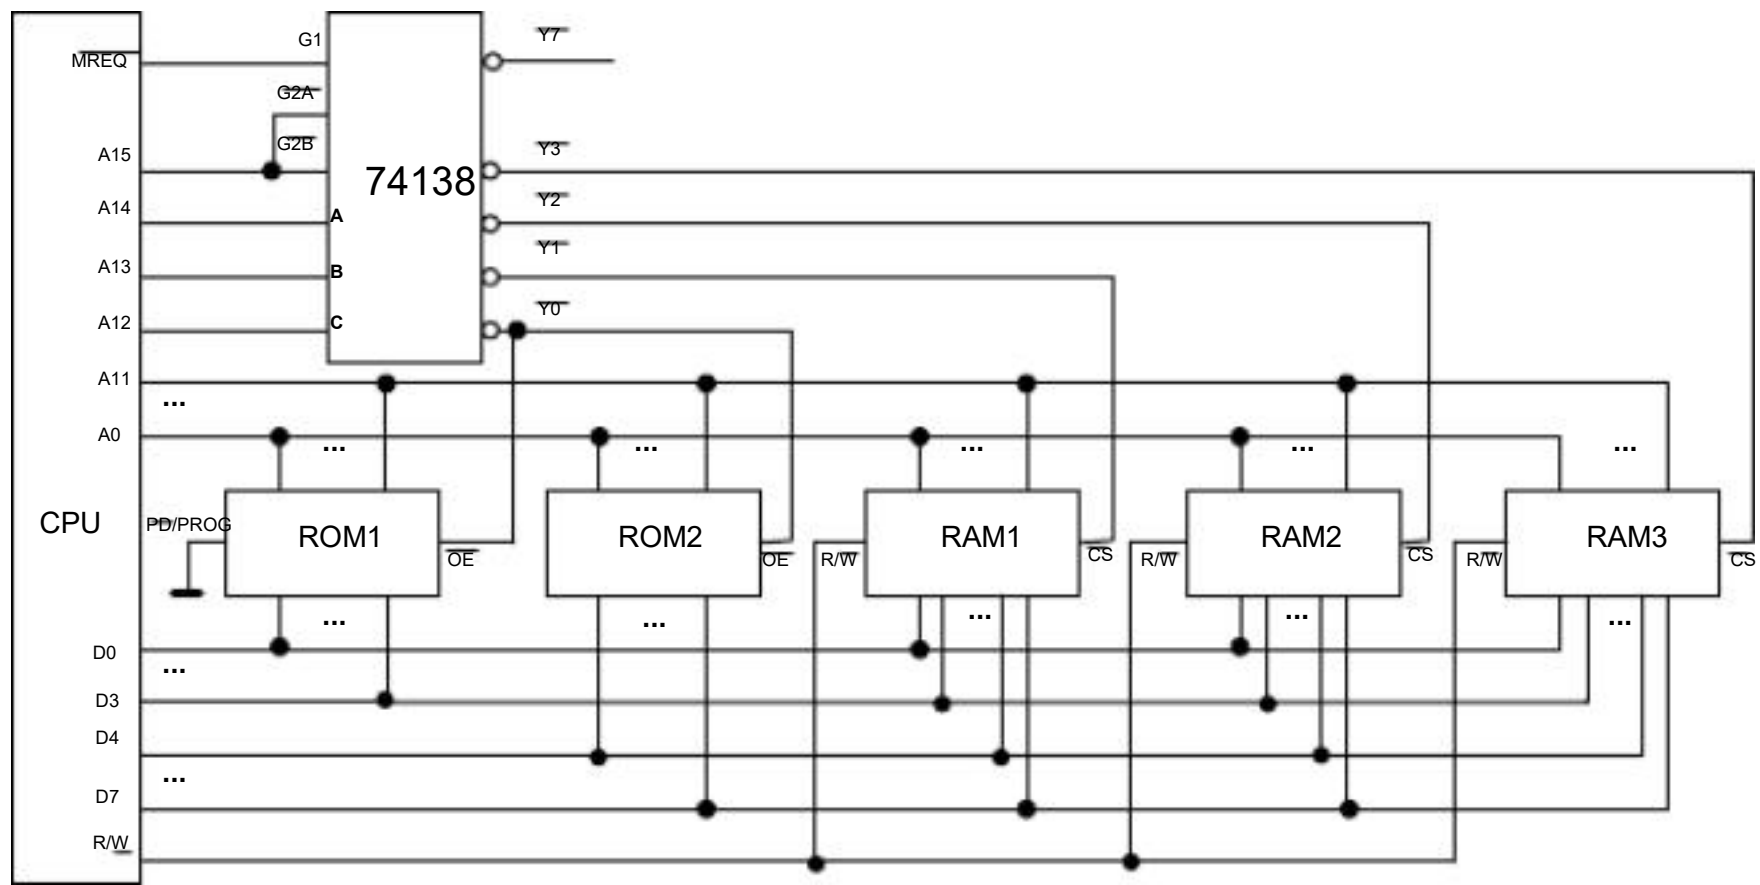 MREQ
G1
Y7
G2A
G2B
A15
Y3
74138
A14
A
Y2
A13
B
Y1
A12
C
Y0
A11
...
A0
... ... ... ... ...
CPU
PD/PROG
ROM1
OE
ROM2
OE
R/W
RAM1
CS
R/W
RAM2
CS
R/W
RAM3
CS
... ... ... ... ...
D0
...
D3
D4
...
D7
R/W